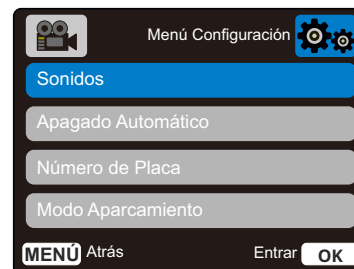 Menú Configuración
Sonidos
Apagado Automático
Número de Placa
Modo Aparcamiento
MENÚ Atrás Entrar OK